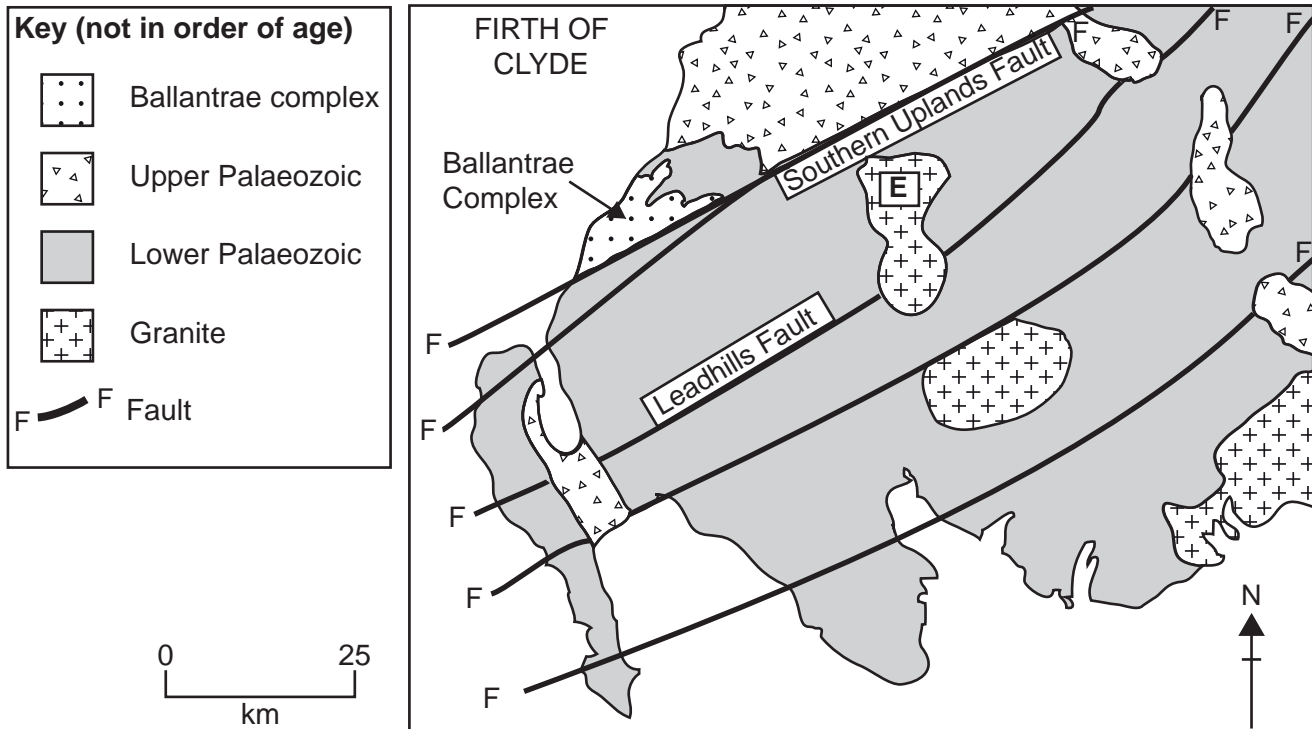 Key (not in order of age)
Ballantrae complex
Upper Palaeozoic
Lower Palaeozoic
Granite
F F Fault
0 25
km
FIRTH OF
CLYDE
Ballantrae
Complex
Southern Uplands Fault
Leadhills Fault
E
F
F
F
F
F
F
F
F
F
N